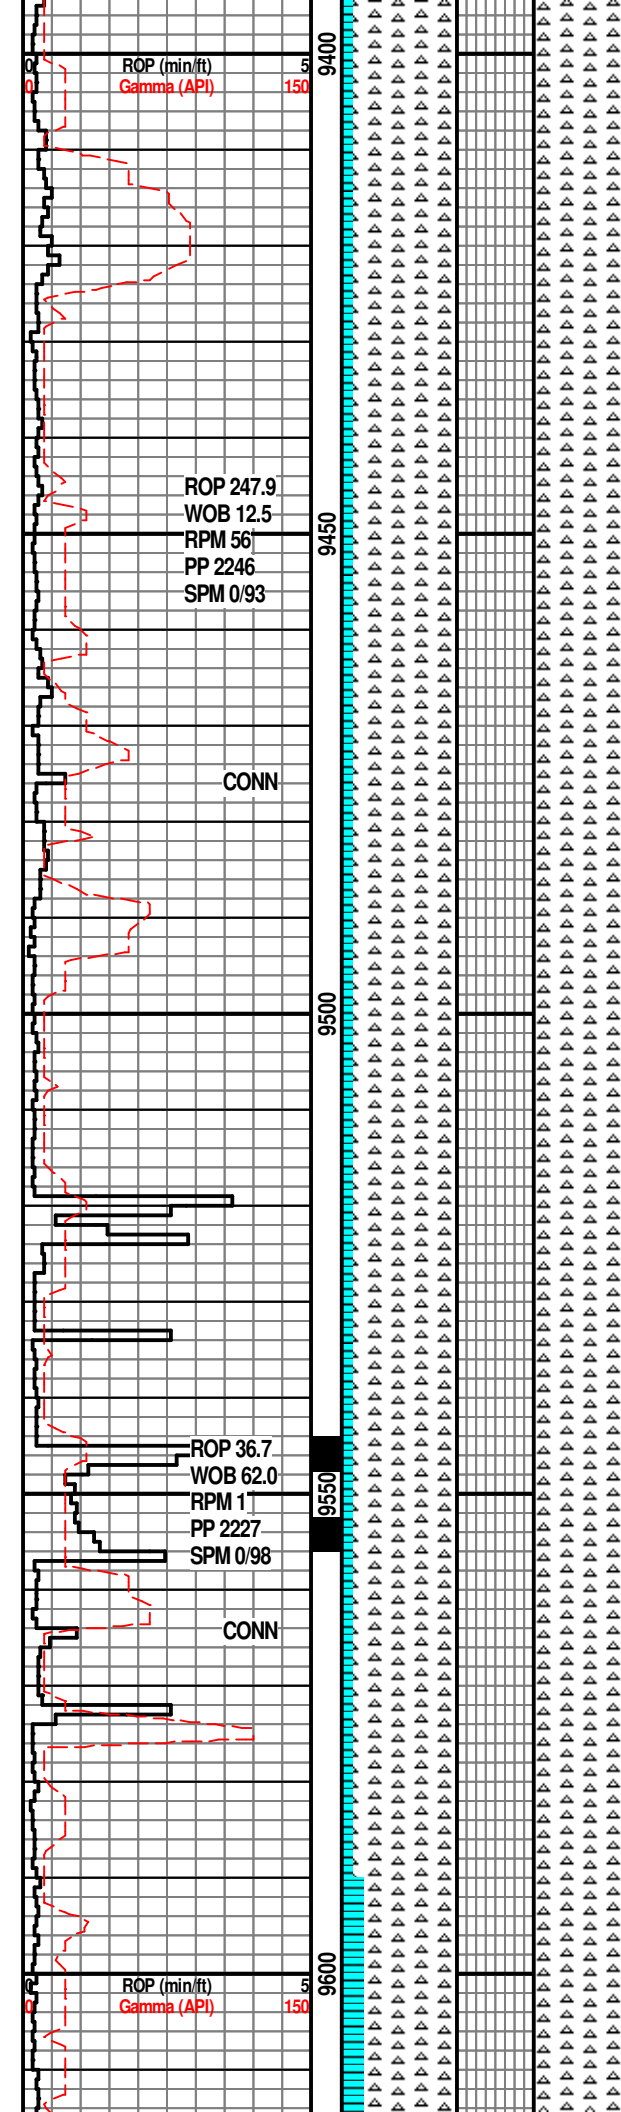 9400
0 ROP (min/ft) 5
0 Gamma (API) 150
ROP 247.9
WOB 12.5
9450
RPM 56
PP 2246
SPM 0/93
CONN
9500
ROP 36.7
WOB 62.0
9550
RPM 1
PP 2227
SPM 0/98
CONN
9600
0 ROP (min/ft) 5
0 Gamma (API) 150